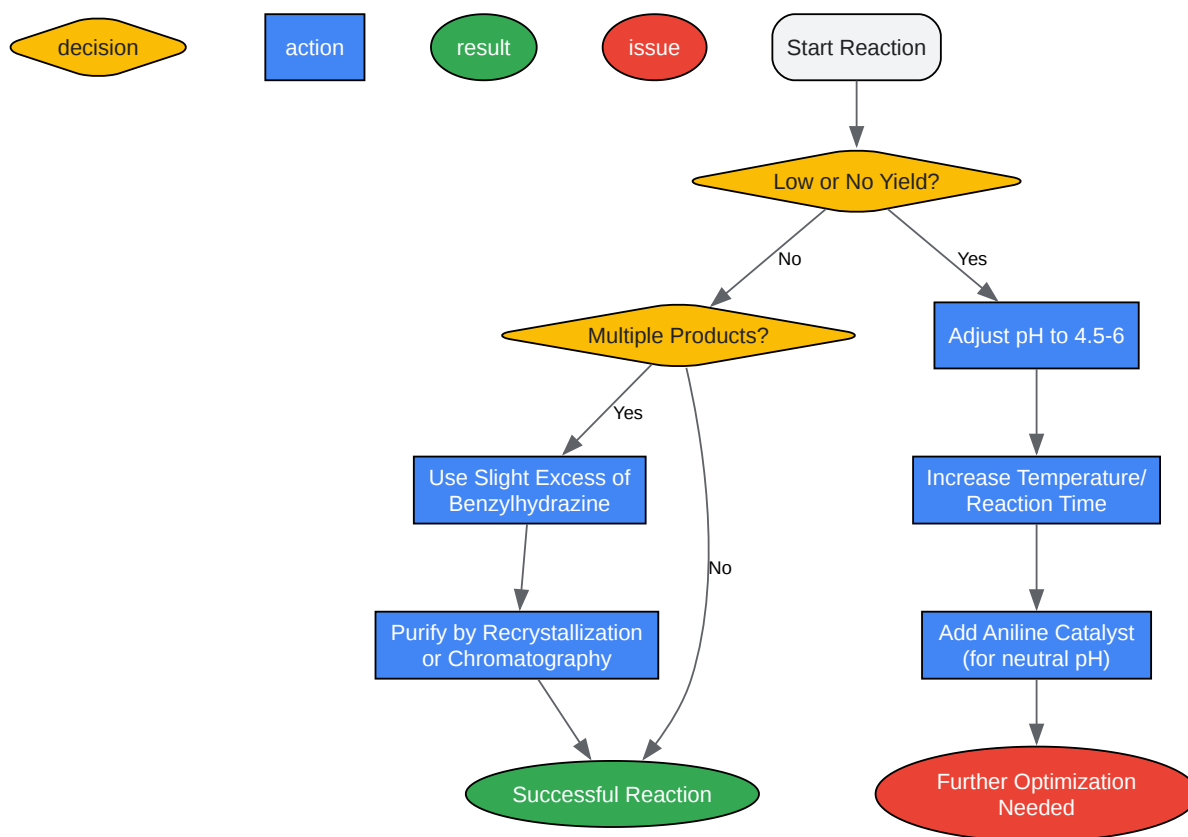 decision
action
result
issue
Start Reaction
Low or No Yield?
No
Yes
Multiple Products?
Adjust pH to 4.5-6
Yes
Use Slight Excess of
Benzylhydrazine
Increase Temperature/
Reaction Time
No
Purify by Recrystallization
or Chromatography
Add Aniline Catalyst
(for neutral pH)
Successful Reaction
Further Optimization
Needed